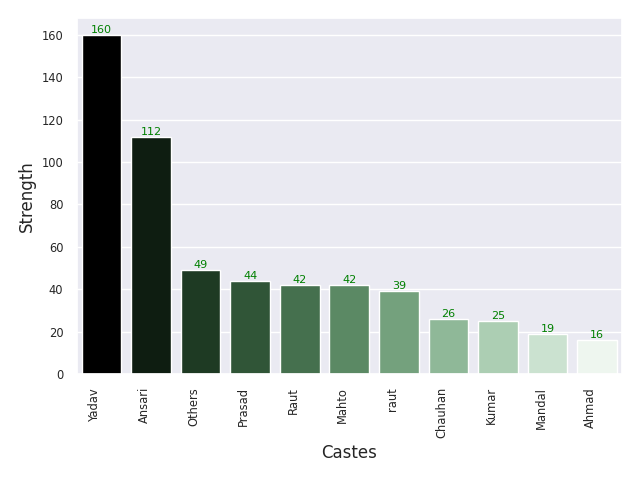 160
160
140
120
112
100
80
60
49
44
42
42
39
40
26
25
20
19
16
0
Strength
Yadav
Ansari
Others
Prasad
Raut
Mahto
raut
Chauhan
Kumar
Mandal
Ahmad
Castes